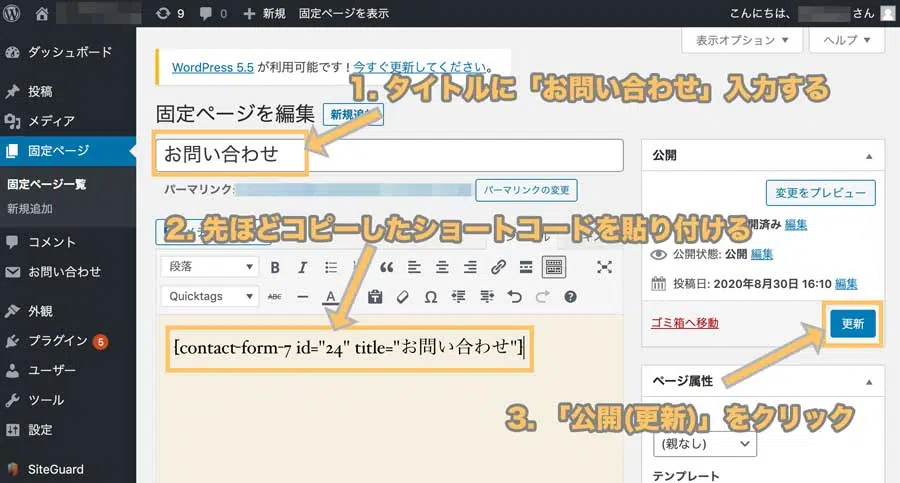 9 0 + 新規 固定ページを表示 こんにちは、 さん
表示オプション ▼ ヘルプ ▼
ダッシュボード
投稿
メディア
固定ページ
固定ページ一覧
新規追加
コメント
お問い合わせ
外観
プラグイン 5
ユーザー
ツール
設定
SiteGuard
WordPress 5.5 が利用可能です ! 今すぐ更新してください。
1. タイトルに「お問い合わせ」入力する
固定ページを編集 新規追加
お問い合わせ
パーマリンク: パーマリンクの変更
2. 先ほどコピーしたショートコードを貼り付ける
段落 ▼ B I
Quicktags ▼ ABC A Ω
[contact-form-7 id="24" title="お問い合わせ"]
公開
変更をプレビュー
編集
公開状態: 公開 編集
投稿日: 2020年8月30日 16:10 編集
ゴミ箱へ移動 更新
ページ属性
3. 「公開(更新)」をクリック
(親なし)
テンプレート